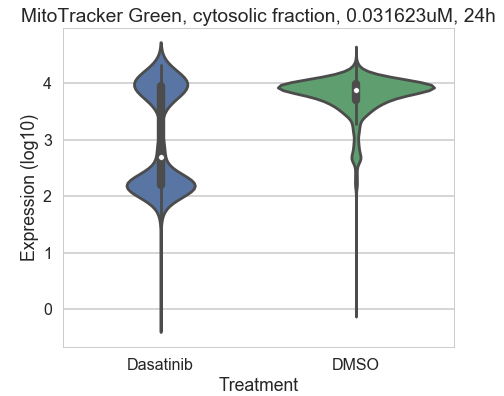 MitoTracker Green, cytosolic fraction, 0.031623uM, 24h
4
3
2
1
0
Expression (log10)
Dasatinib
DMSO
Treatment